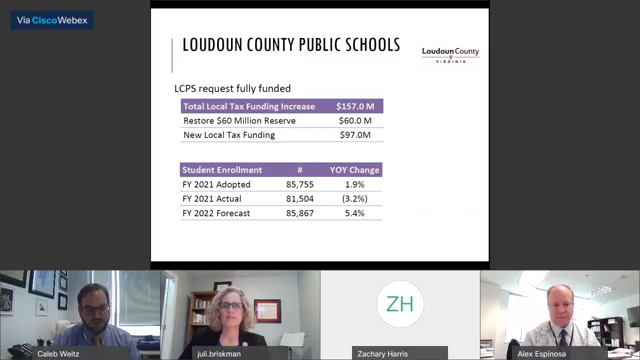 Via CiscoWebex
LOUDOUN COUNTY PUBLIC SCHOOLS
Loudoun County
VIRGINIA
LCPS request fully funded
Total Local Tax Funding Increase $157.0 M
Restore $60 Million Reserve $60.0 M
New Local Tax Funding $97.0M
Student Enrollment # YOY Change
FY 2021 Adopted 85,755 1.9%
FY 2021 Actual 81,504 (3.2%)
FY 2022 Forecast 85,867 5.4%
ZH
Caleb Weitz
juli.briskman
Zachary Harris
Alex Espinosa